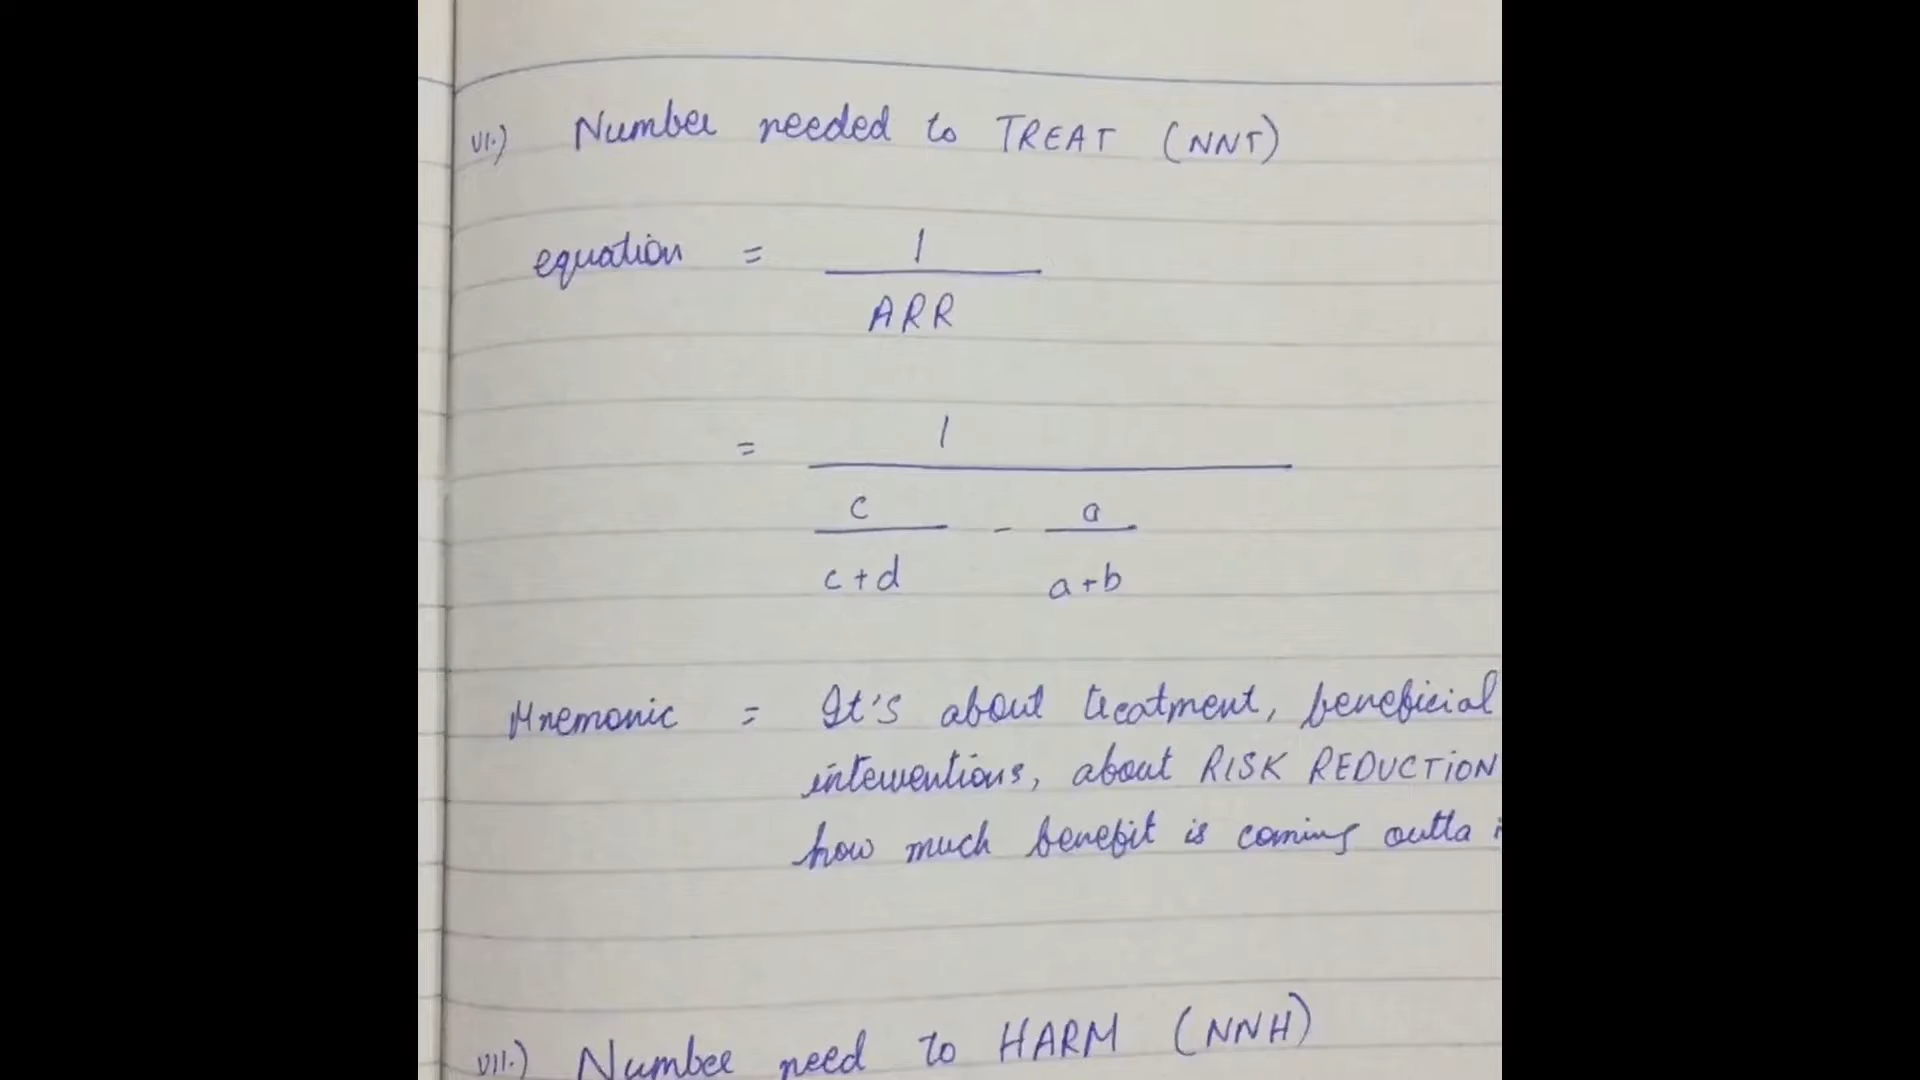 VI.) Number needed to TREAT (NNT)
equation = 1
ARR
= 1
c - a
c+d a+b
Mnemonic = It's about treatment, beneficial
interventions, about RISK REDUCTION
how much benefit is coming outta
VII.) Number need to HARM (NNH)